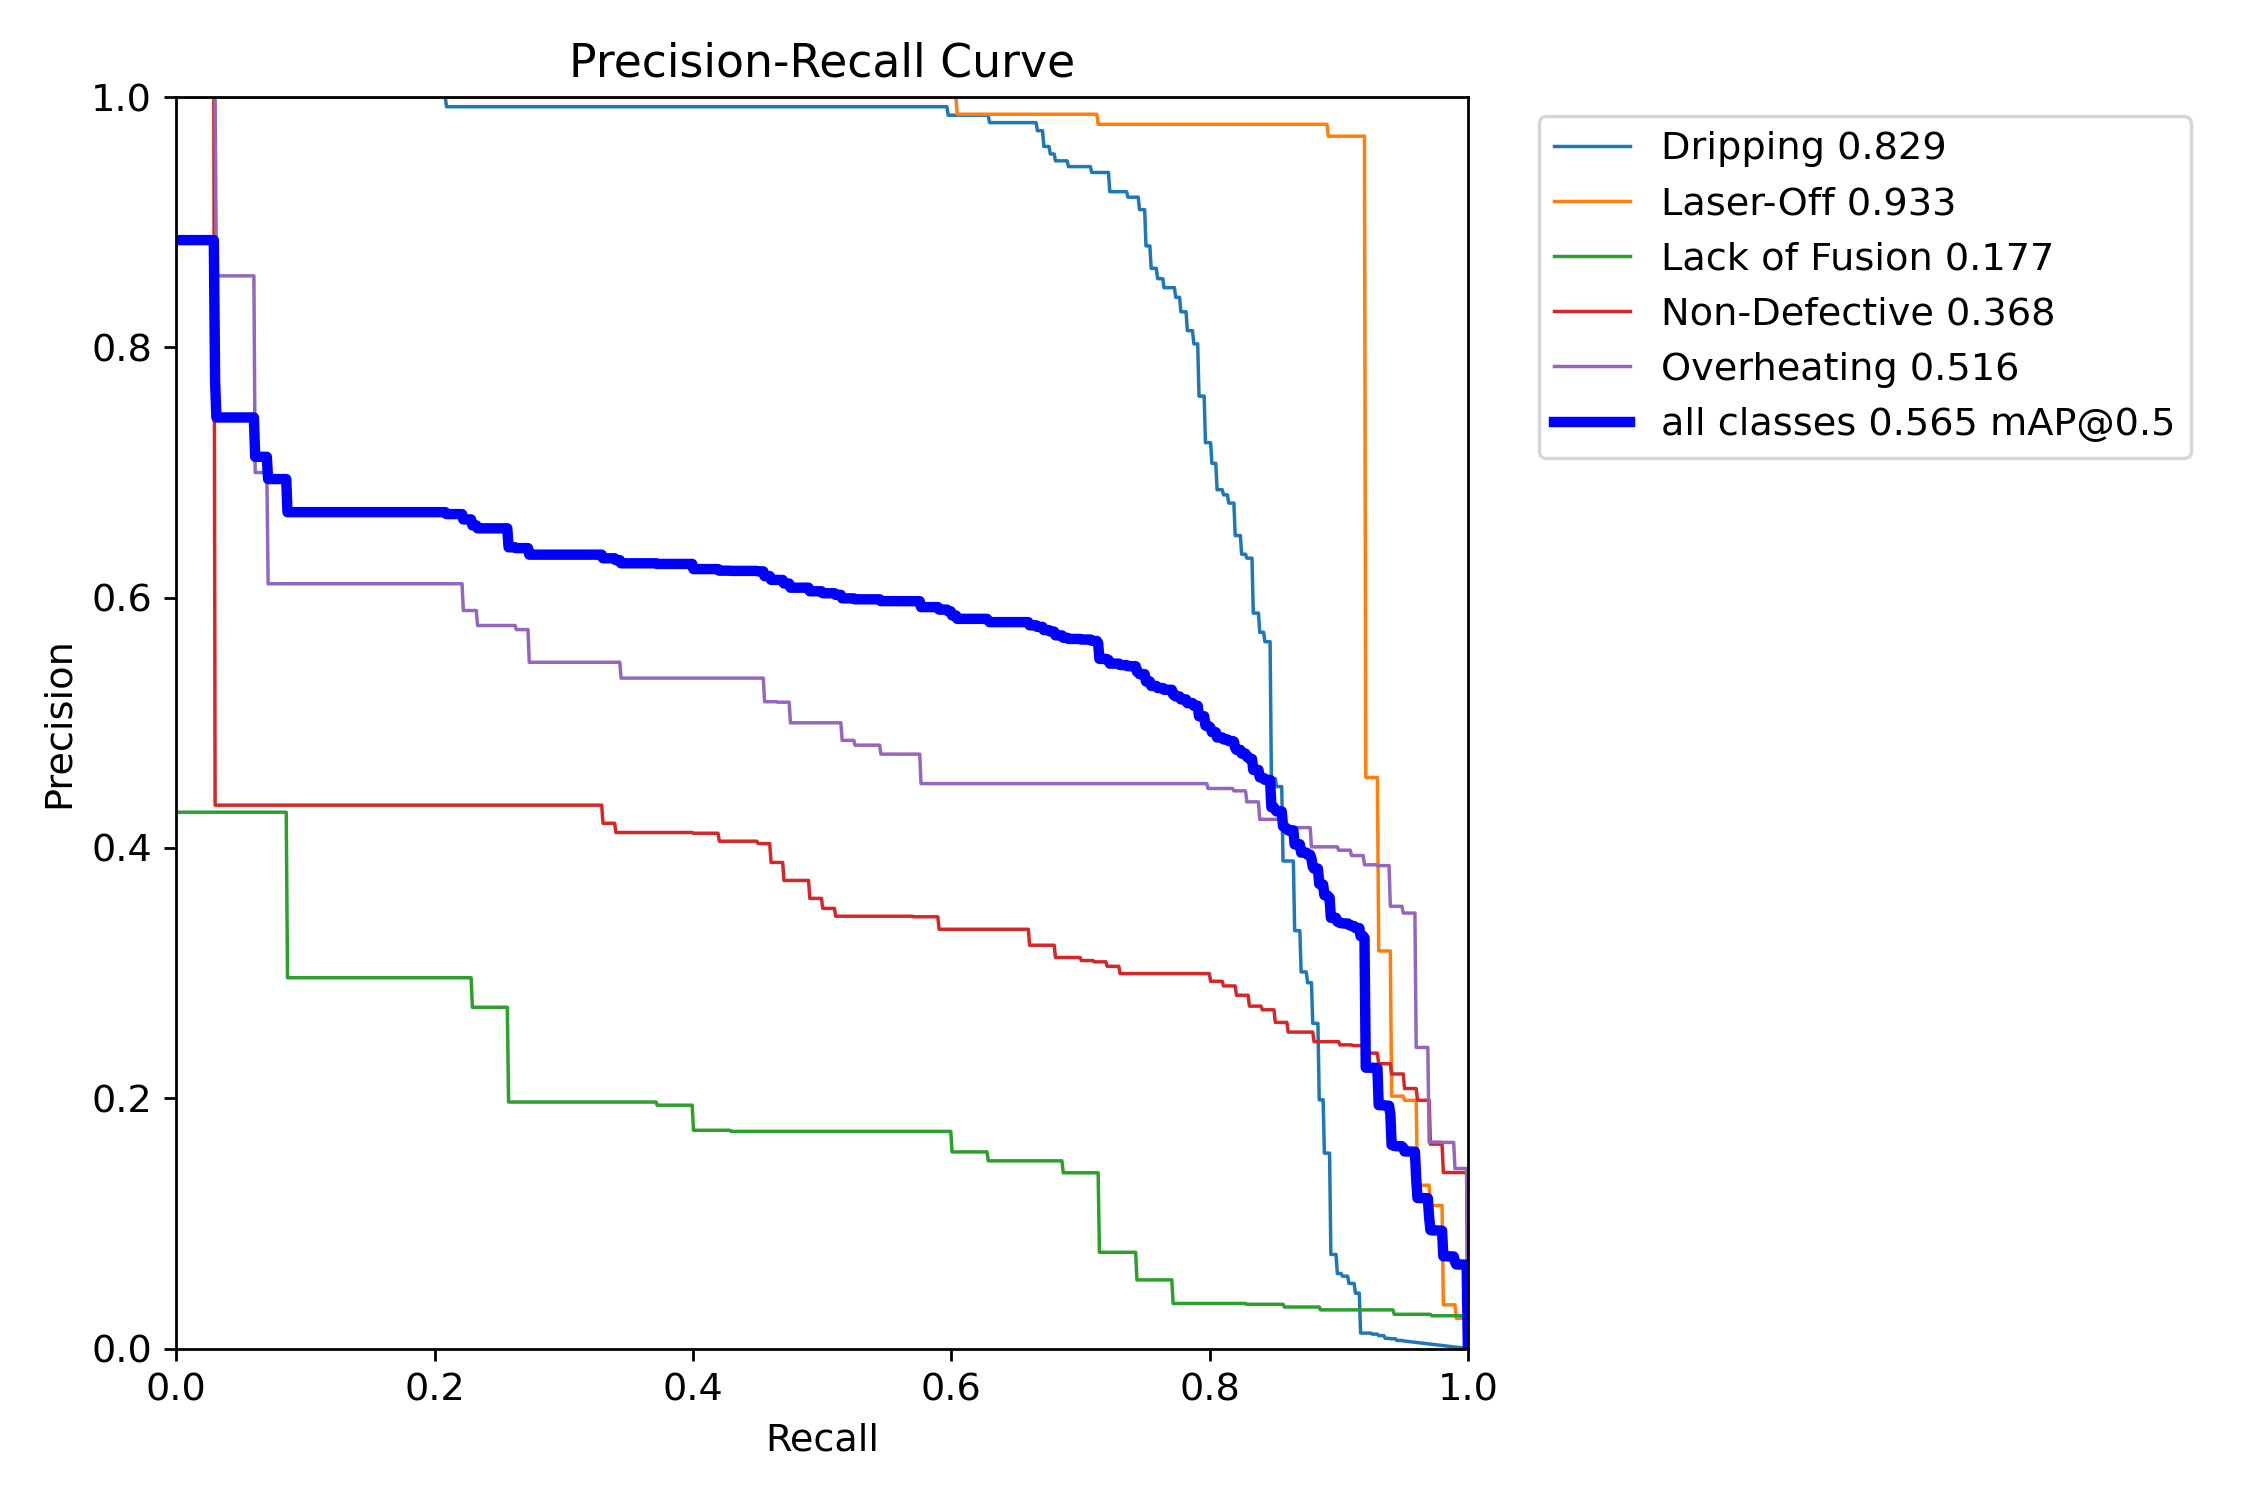 Precision-Recall Curve
1.0
0.8
0.6
0.4
0.2
0.0
Precision
0.0 0.2 0.4 0.6 0.8 1.0
Recall
Dripping 0.829
Laser-Off 0.933
Lack of Fusion 0.177
Non-Defective 0.368
Overheating 0.516
all classes 0.565 mAP@0.5